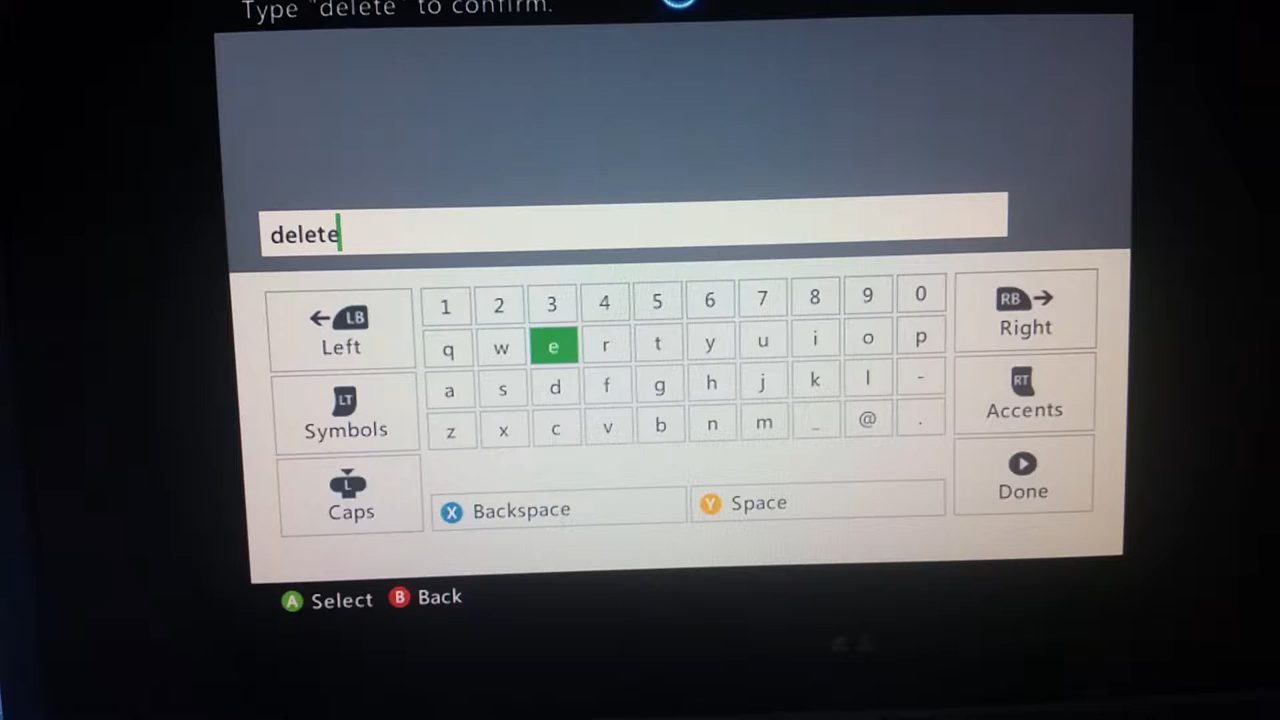 Type "delete" to confirm.
delete
LB
Left
1 2 3 4 5 6 7 8 9 0
RB
Right
q w e r t y u i o p
LT
Symbols
a s d f g h j k l -
RT
Accents
z x c v b n m _ @ .
L
Caps
X Backspace
Y Space
Done
A Select B Back